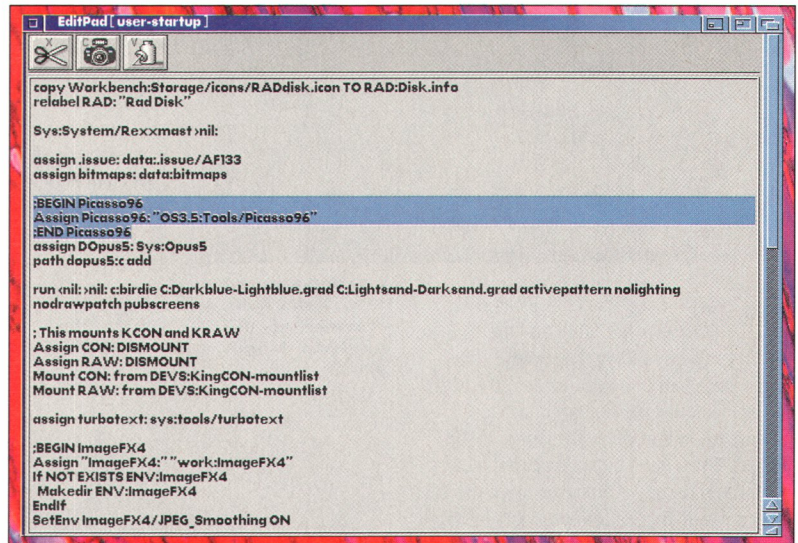 EditPad [ user-startup ]
X C V
copy Workbench:Storage/icons/RADdisk.icon TO RAD:Disk.info
relabel RAD: "Rad Disk"
Sys:System/Rexxmast >nil:
assign .issue: data:.issue/AF133
assign bitmaps: data:bitmaps
;BEGIN Picasso96
Assign Picasso96: "OS3.5:Tools/Picasso96"
;END Picasso96
assign DOpus5: Sys:Opus5
path dopus5:c add
run <nil: >nil: c:birdie C:Darkblue-Lightblue.grad C:Lightsand-Darksand.grad activepattern nolighting
nodrawpatch pubscreens
; This mounts KCON and KRAW
Assign CON: DISMOUNT
Assign RAW: DISMOUNT
Mount CON: from DEVS:KingCON-mountlist
Mount RAW: from DEVS:KingCON-mountlist
assign turbotext: sys:tools/turbotext
;BEGIN ImageFX4
Assign "ImageFX4:" "work:ImageFX4"
If NOT EXISTS ENV:ImageFX4
Makedir ENV:ImageFX4
EndIf
SetEnv ImageFX4/JPEG_Smoothing ON